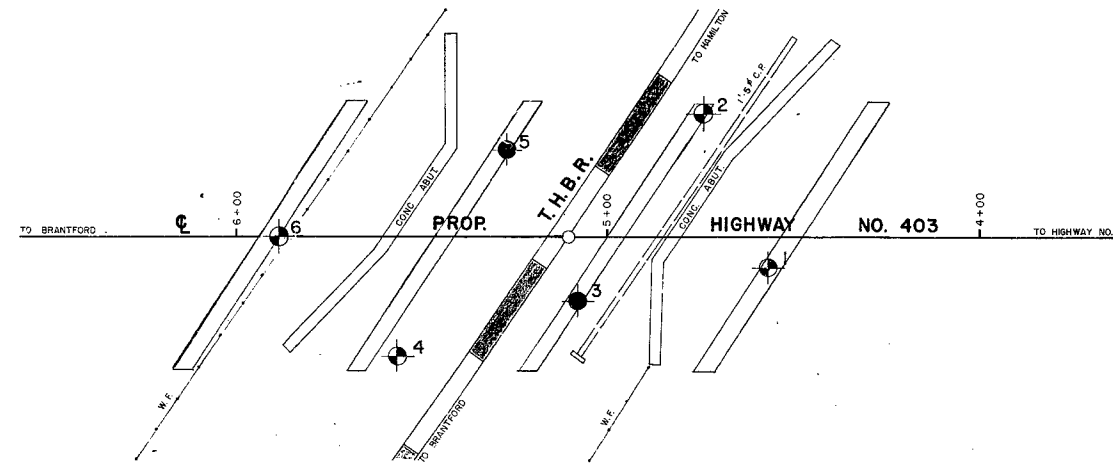 TO HAMILTON
1'-5" ø C.P.
2
5
CONC ABUT.
T.H.B.R.
CONC ABUT.
6+00
5+00
4+00
℄ PROP. HIGHWAY NO. 403
TO BRANTFORD
TO HIGHWAY NO.
6
1
3
4
W.F.
TO BRANTFORD
W.F.